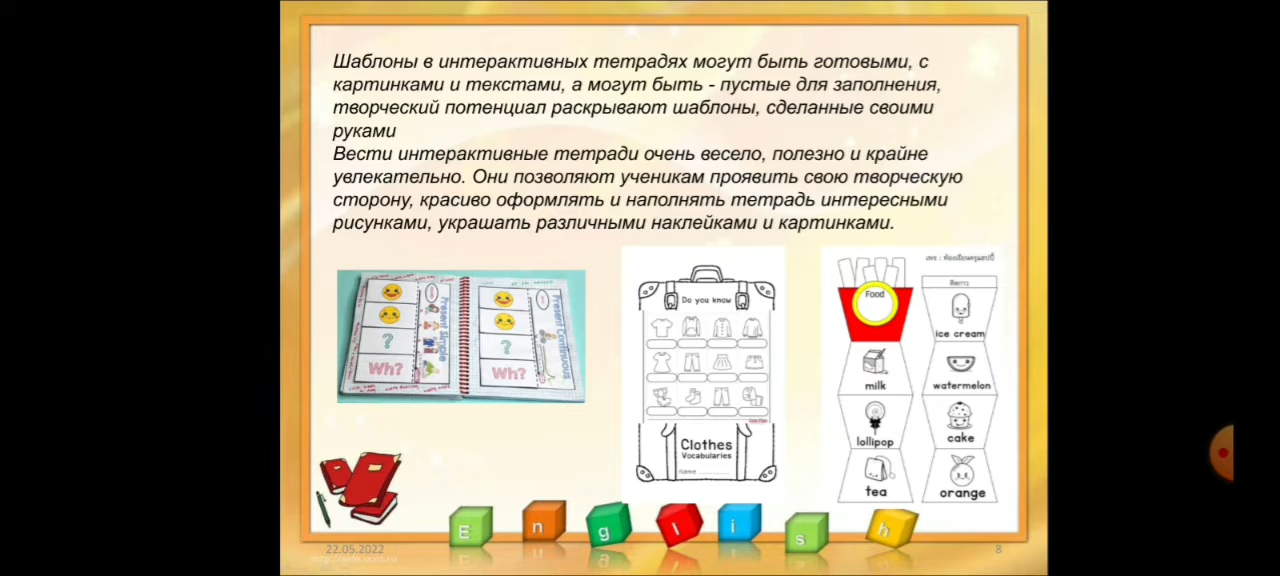 Шаблоны в интерактивных тетрадях могут быть готовыми, с
картинками и текстами, а могут быть - пустые для заполнения,
творческий потенциал раскрывают шаблоны, сделанные своими
руками
Вести интерактивные тетради очень весело, полезно и крайне
увлекательно. Они позволяют ученикам проявить свою творческую
сторону, красиво оформлять и наполнять тетрадь интересными
рисунками, украшать различными наклейками и картинками.
Present Simple
?
Wh?
Present Continuous
?
Wh?
Do you know
Clothes
Vocabularies
Name
Food
milk
lollipop
tea
ice cream
watermelon
cake
orange
E n g l i s h
22.05.2022
8